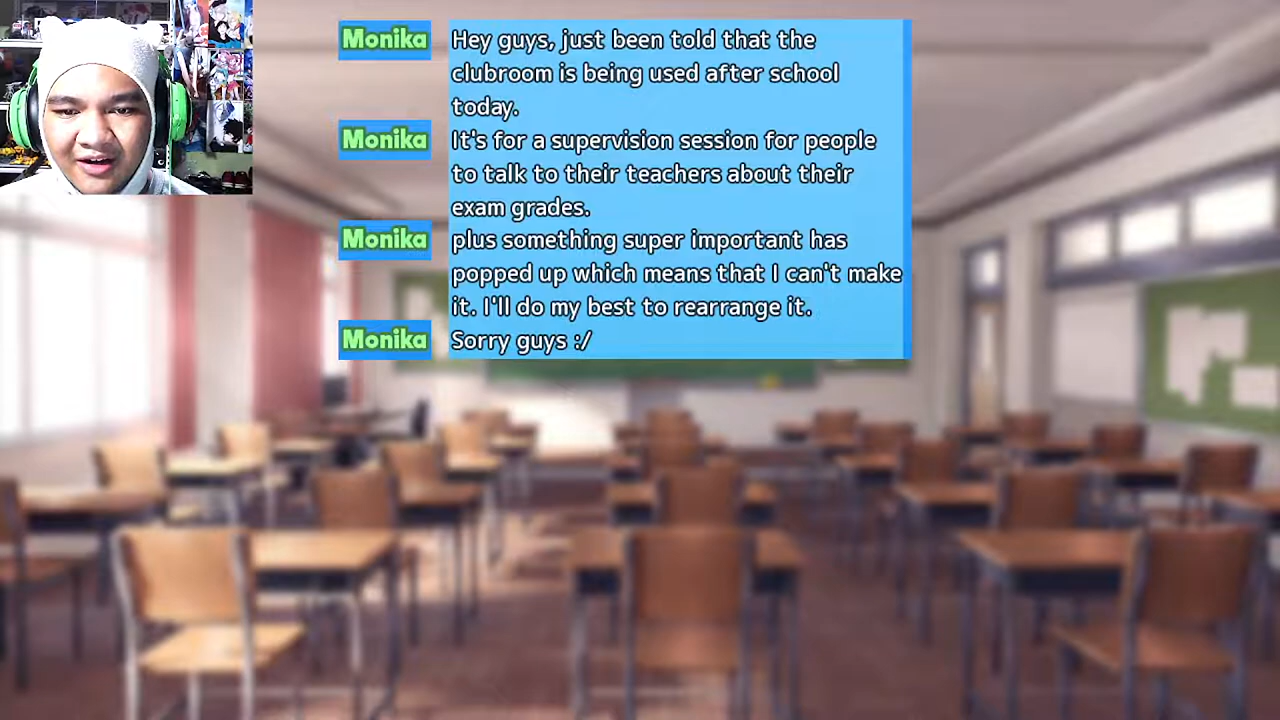 Monika Hey guys, just been told that the
clubroom is being used after school
today.
Monika It's for a supervision session for people
to talk to their teachers about their
exam grades.
Monika plus something super important has
popped up which means that I can't make
it. I'll do my best to rearrange it.
Monika Sorry guys :/